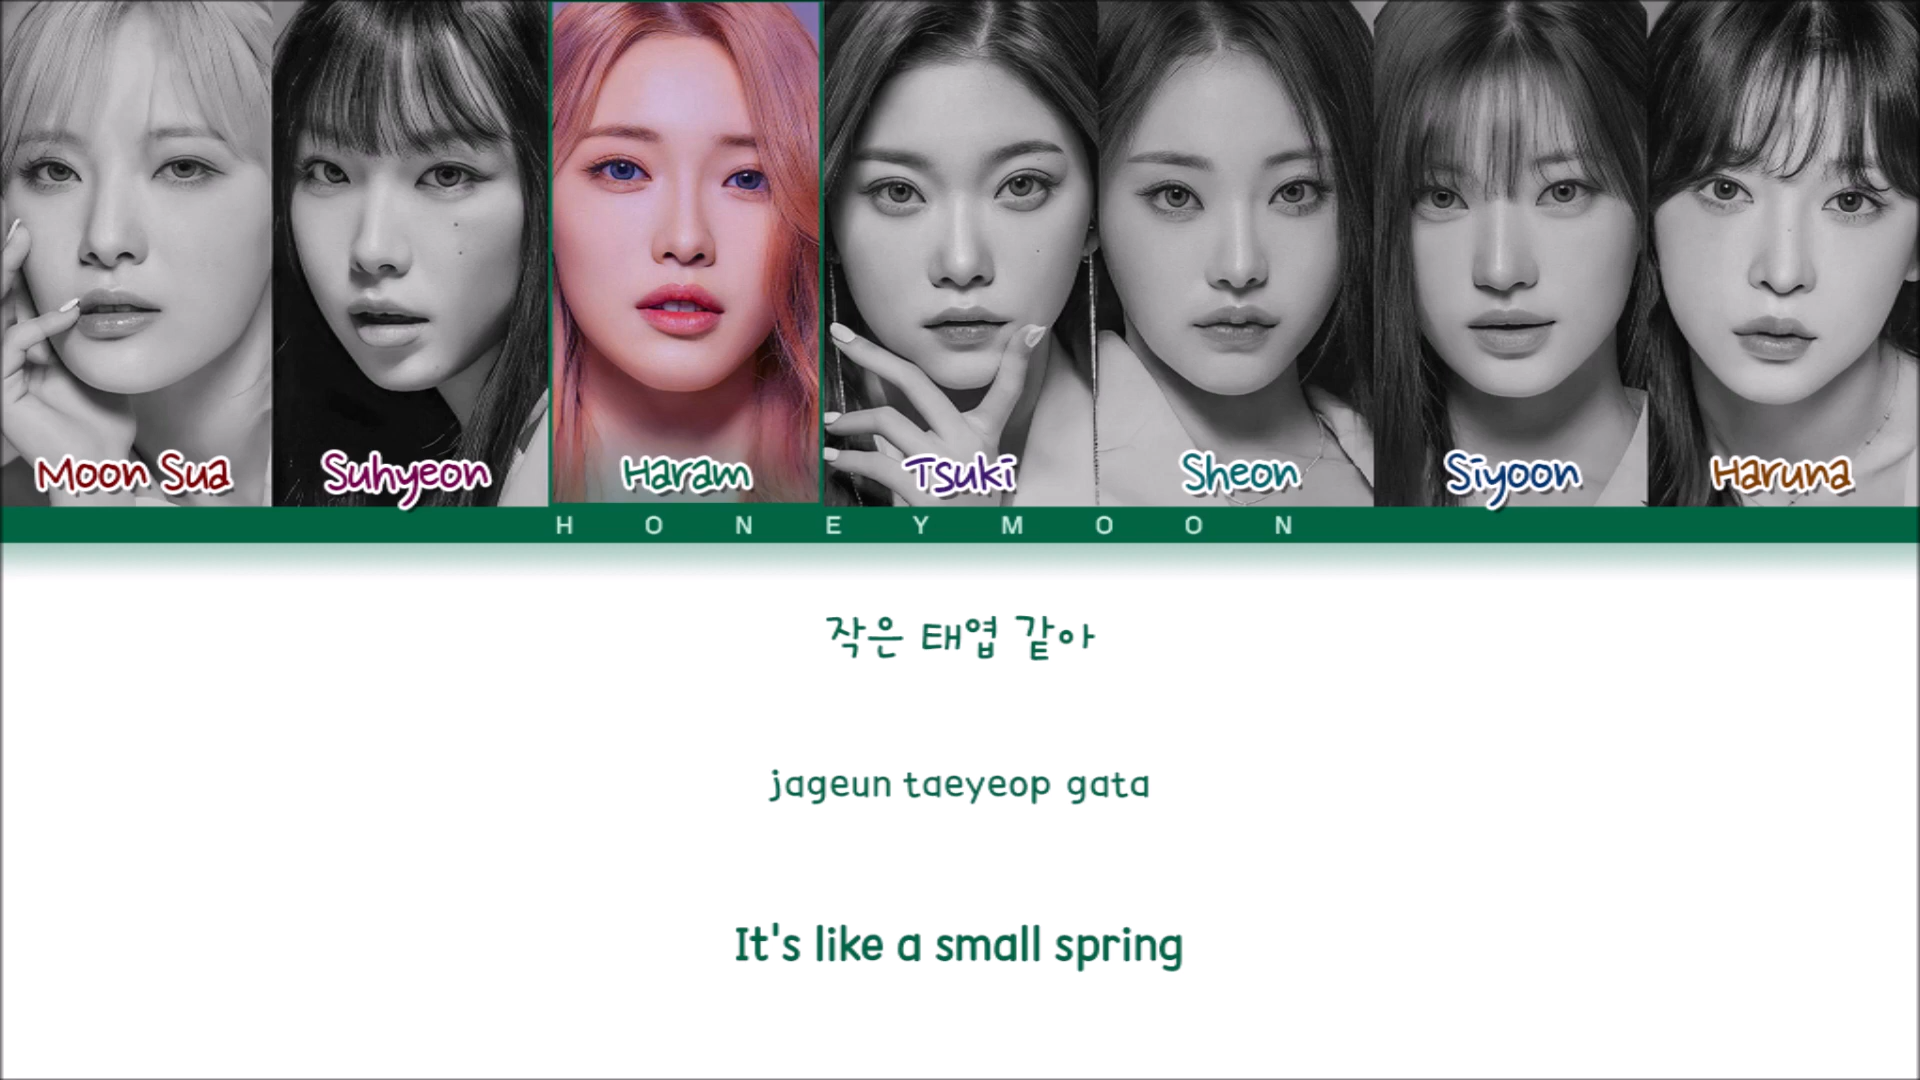 Moon Sua
Suhyeon
Haram
Tsuki
Sheon
Siyoon
Haruna
HONEYMOON
작은 태엽 같아
jageun taeyeop gata
It's like a small spring